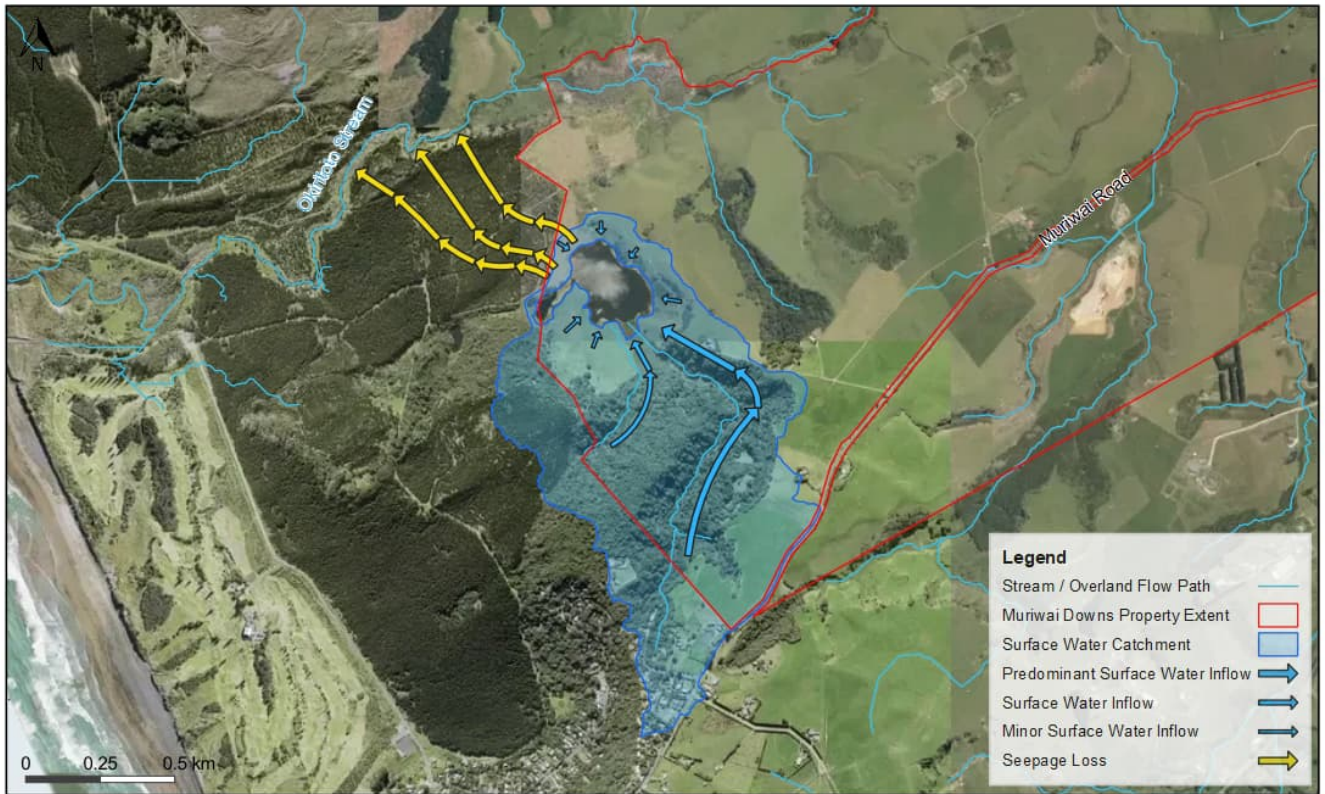 N
Okiritoto Stream
Muriwai Road
0 0.25 0.5 km
Legend
Stream / Overland Flow Path
Muriwai Downs Property Extent
Surface Water Catchment
Predominant Surface Water Inflow
Surface Water Inflow
Minor Surface Water Inflow
Seepage Loss